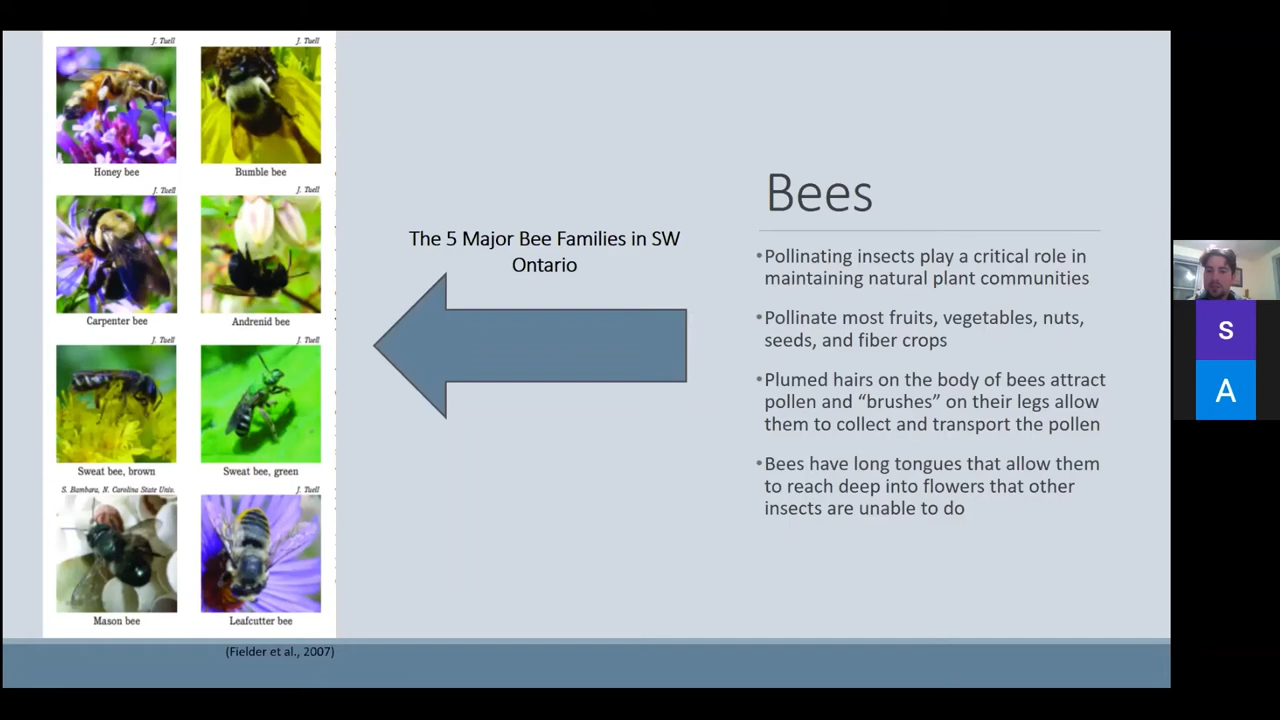 J. Tuell
J. Tuell
Honey bee
Bumble bee
J. Tuell
J. Tuell
Carpenter bee
Andrenid bee
J. Tuell
J. Tuell
Sweat bee, brown
Sweat bee, green
S. Bambara, N. Carolina State Univ.
J. Tuell
Mason bee
Leafcutter bee
(Fielder et al., 2007)
The 5 Major Bee Families in SW
Ontario
Bees
•Pollinating insects play a critical role in
maintaining natural plant communities
•Pollinate most fruits, vegetables, nuts,
seeds, and fiber crops
•Plumed hairs on the body of bees attract
pollen and “brushes” on their legs allow
them to collect and transport the pollen
•Bees have long tongues that allow them
to reach deep into flowers that other
insects are unable to do
S
A